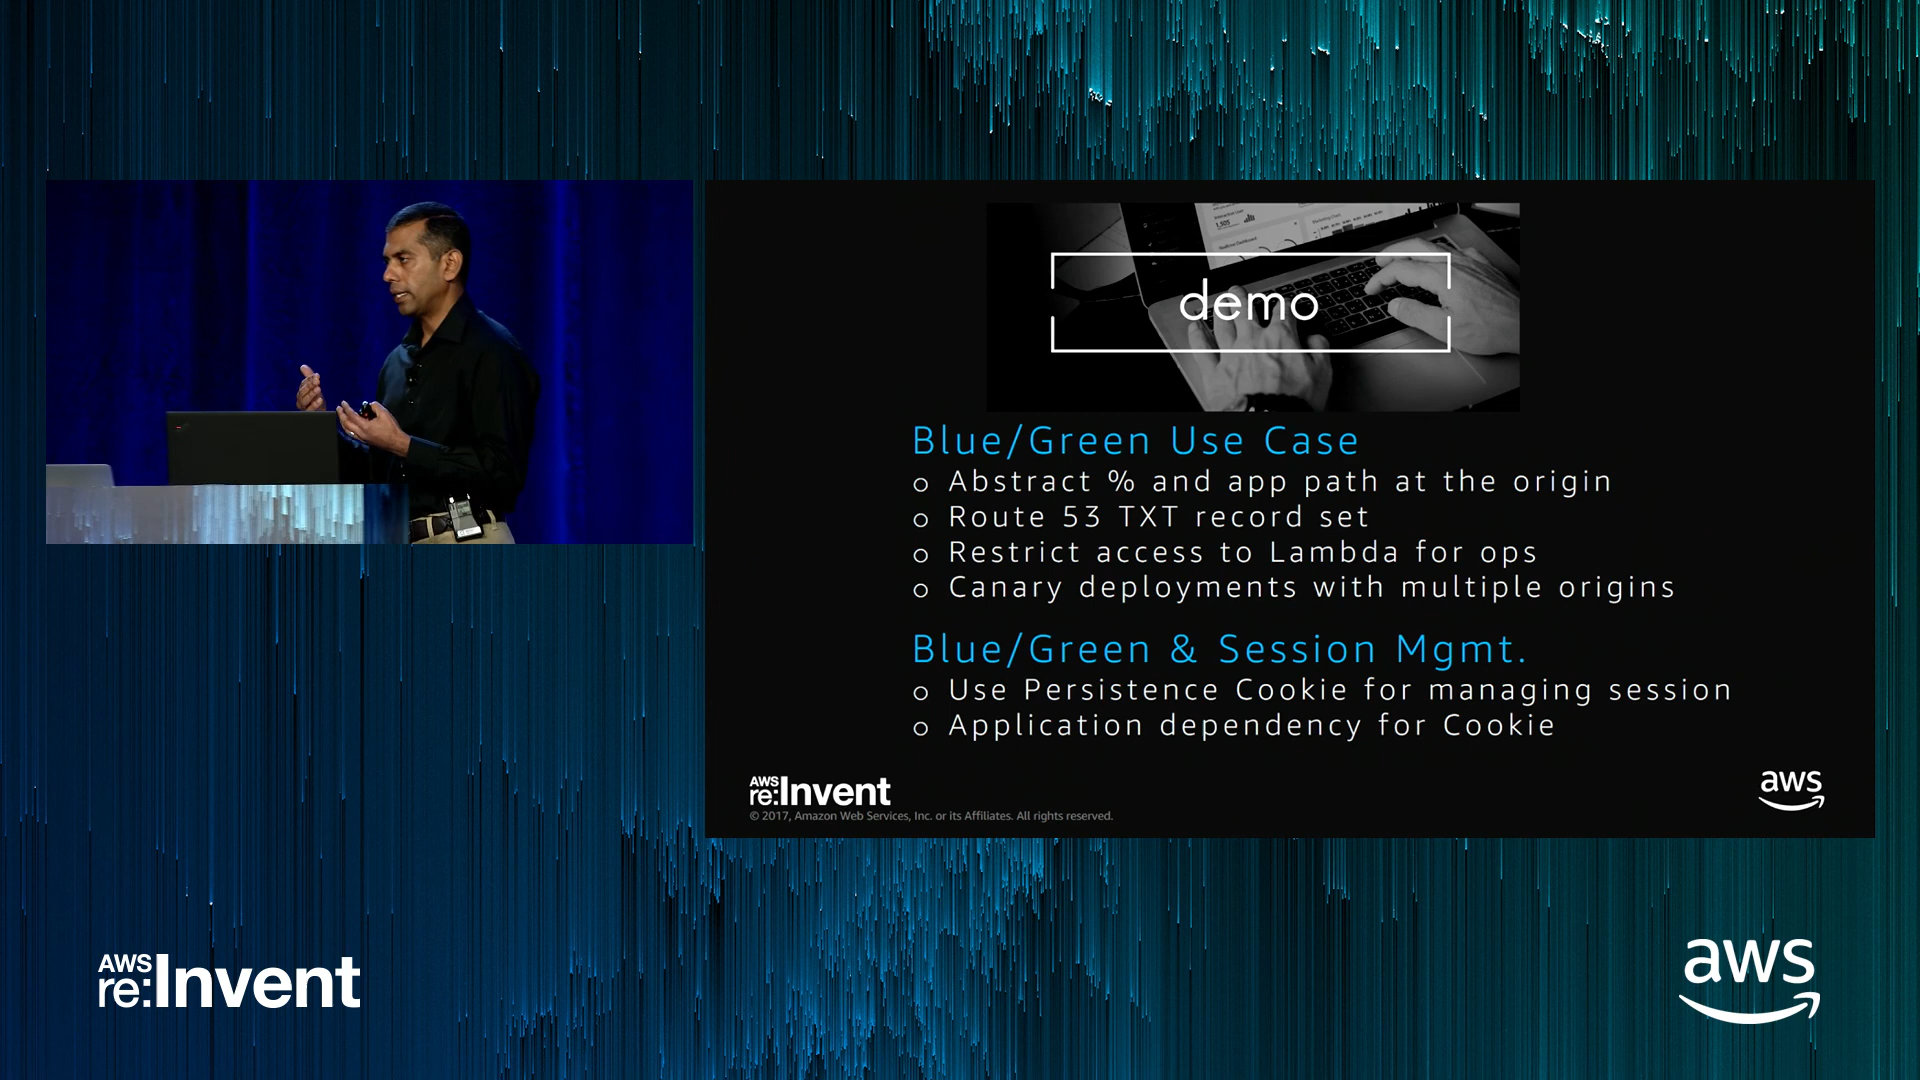 demo
Blue/Green Use Case
o Abstract % and app path at the origin
o Route 53 TXT record set
o Restrict access to Lambda for ops
o Canary deployments with multiple origins
Blue/Green & Session Mgmt.
o Use Persistence Cookie for managing session
o Application dependency for Cookie
AWS
re:Invent
© 2017, Amazon Web Services, Inc. or its Affiliates. All rights reserved.
aws
AWS
re:Invent
aws